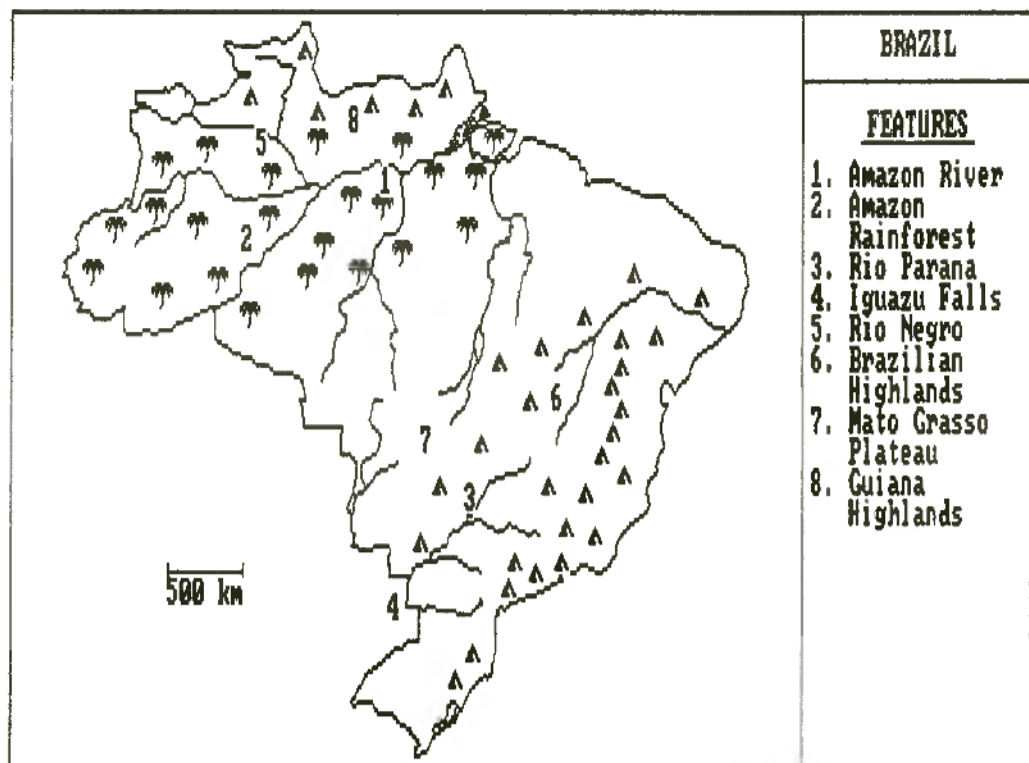 BRAZIL
FEATURES
1. Amazon River
2. Amazon
Rainforest
3. Rio Parana
4. Iguazu Falls
5. Rio Negro
6. Brazilian
Highlands
7. Mato Grasso
Plateau
8. Guiana
Highlands
8
5
1
2
6
7
3
4
500 km